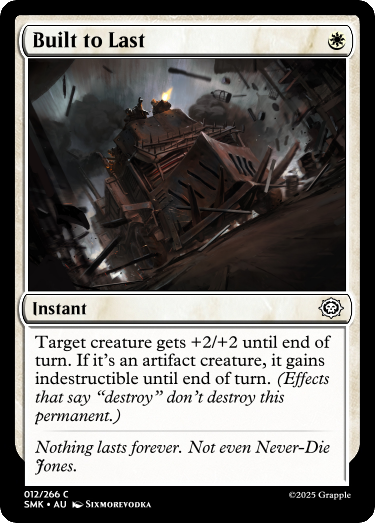 Built to Last
Instant
Target creature gets +2/+2 until end of
turn. If it's an artifact creature, it gains
indestructible until end of turn. (Effects
that say “destroy” don't destroy this
permanent.)
Nothing lasts forever. Not even Never-Die
Jones.
012/266 C
SMK • AU Sixmorevodka
©2025 Grapple